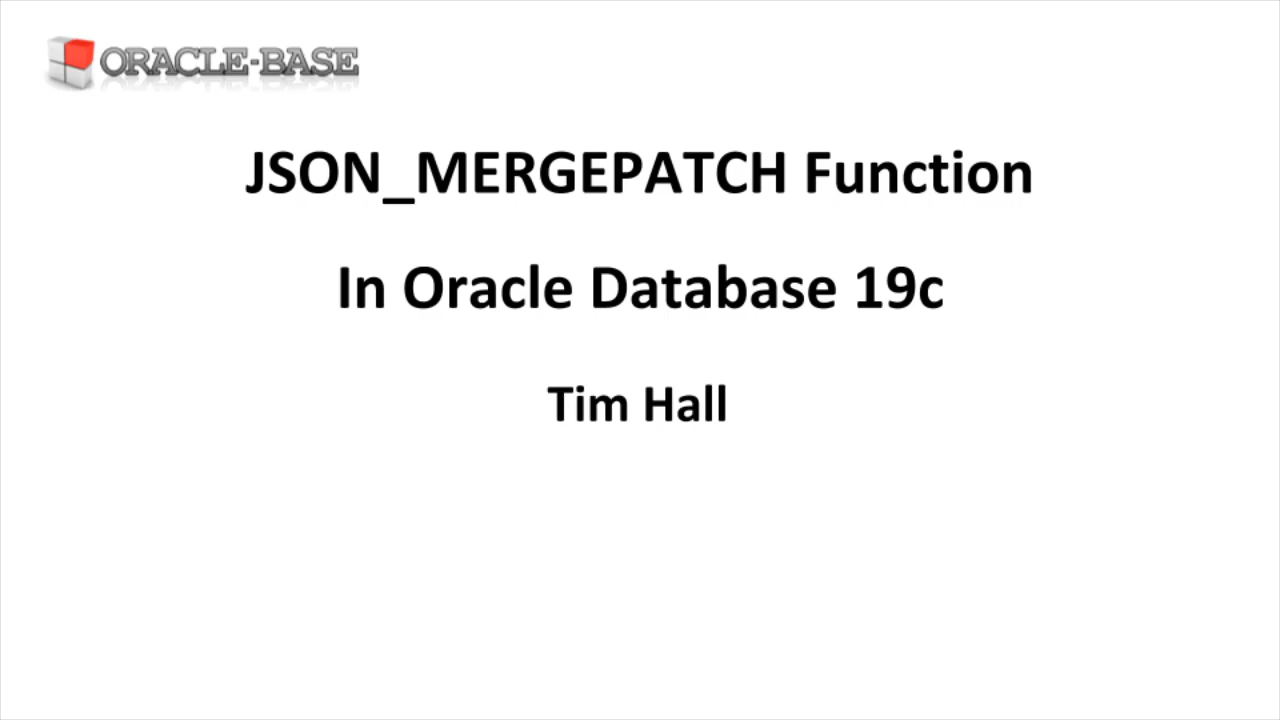 ORACLE-BASE
JSON_MERGEPATCH Function
In Oracle Database 19c
Tim Hall